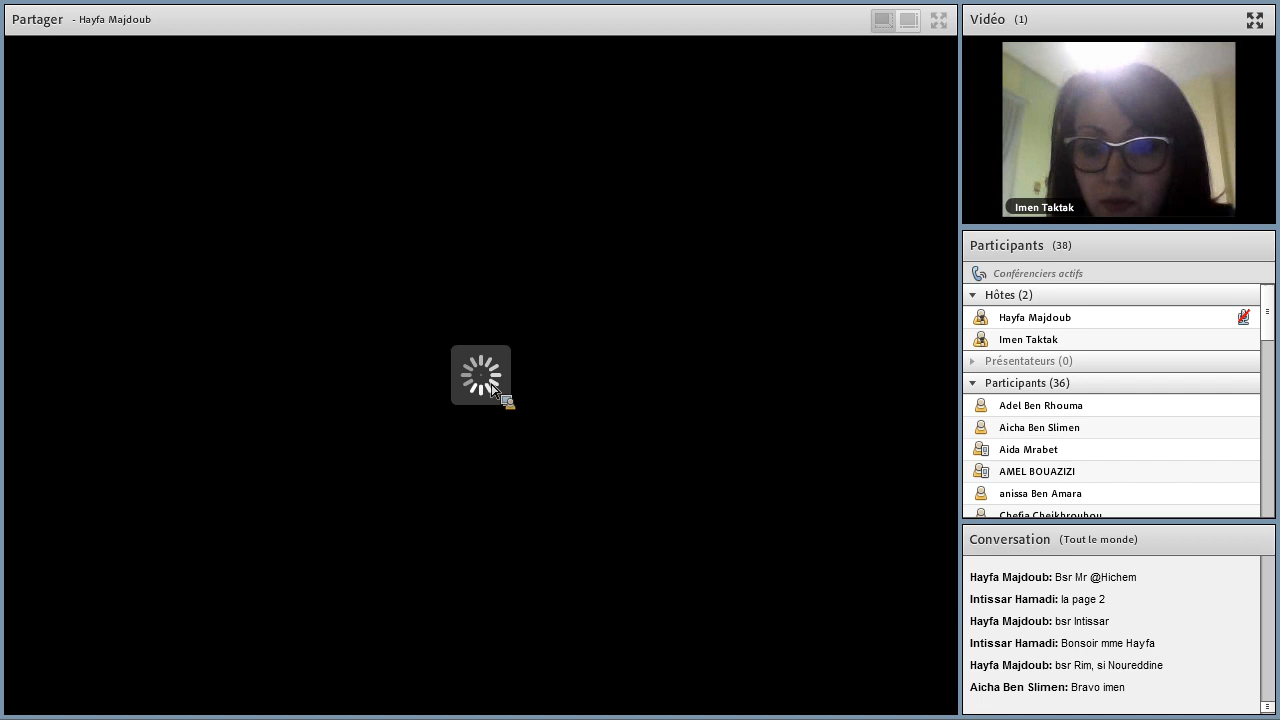 Partager - Hayfa Majdoub
Vidéo (1)
Imen Taktak
Participants (38)
Conférenciers actifs
Hôtes (2)
Hayfa Majdoub
Imen Taktak
Présentateurs (0)
Participants (36)
Adel Ben Rhouma
Aicha Ben Slimen
Aida Mrabet
AMEL BOUAZIZI
anissa Ben Amara
Chefia Cheikhrouhou
Conversation (Tout le monde)
Hayfa Majdoub: Bsr Mr @Hichem
Intissar Hamadi: la page 2
Hayfa Majdoub: bsr Intissar
Intissar Hamadi: Bonsoir mme Hayfa
Hayfa Majdoub: bsr Rim, si Noureddine
Aicha Ben Slimen: Bravo imen